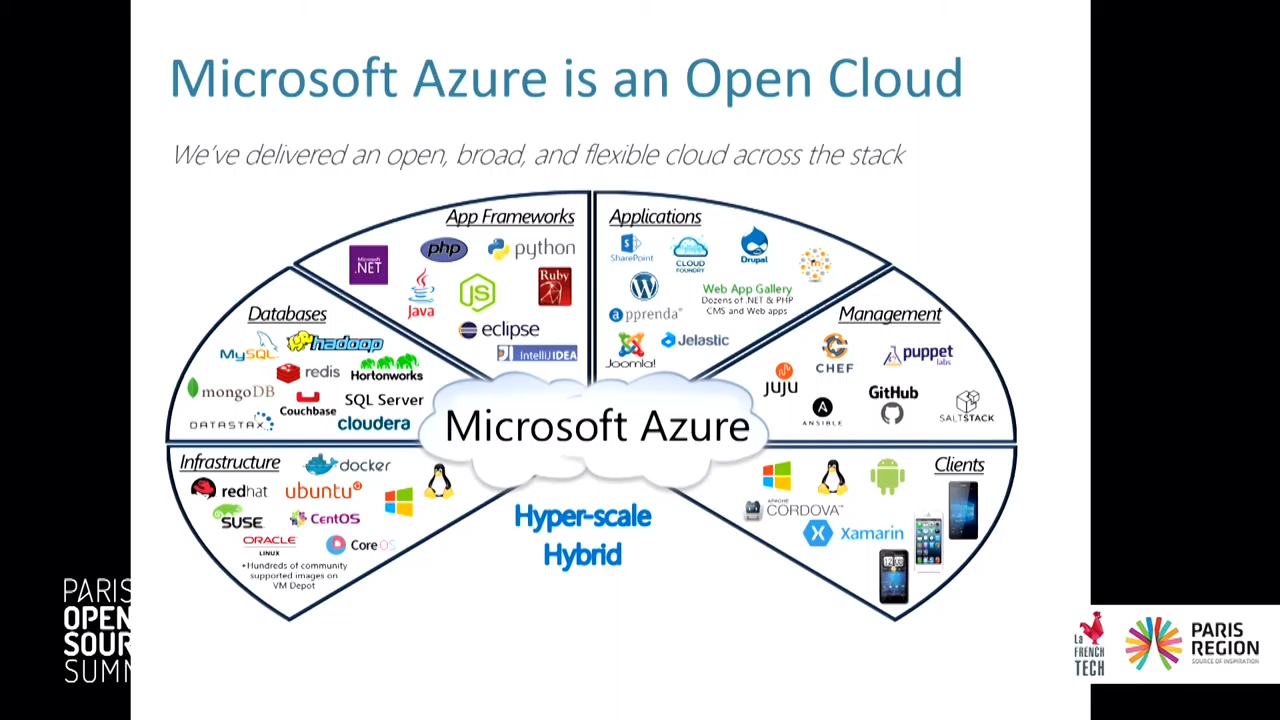 Microsoft Azure is an Open Cloud
We've delivered an open, broad, and flexible cloud across the stack
App Frameworks
Microsoft
.NET
php
python
Java
JS
Ruby
eclipse
IntelliJ IDEA
Applications
SharePoint
CLOUD
FOUNDRY
Drupal
Web App Gallery
Dozens of .NET & PHP
CMS and Web apps
apprenda
Joomla!
Jelastic
Databases
MySQL
hadoop
redis
Hortonworks
mongoDB
Couchbase
SQL Server
DATASTAX
cloudera
Management
CHEF
puppet
labs
JUJU
GitHub
ANSIBLE
SALTSTACK
Microsoft Azure
Infrastructure
docker
redhat
ubuntu
SUSE
CentOS
ORACLE
LINUX
CoreOS
+Hundreds of community
supported images on
VM Depot
Hyper-scale
Hybrid
Clients
APACHE
CORDOVA™
Xamarin
PARIS
OPEN
SOUR
SUMM
La
FRENCH
TECH
PARIS
REGION
SOURCE OF INSPIRATION